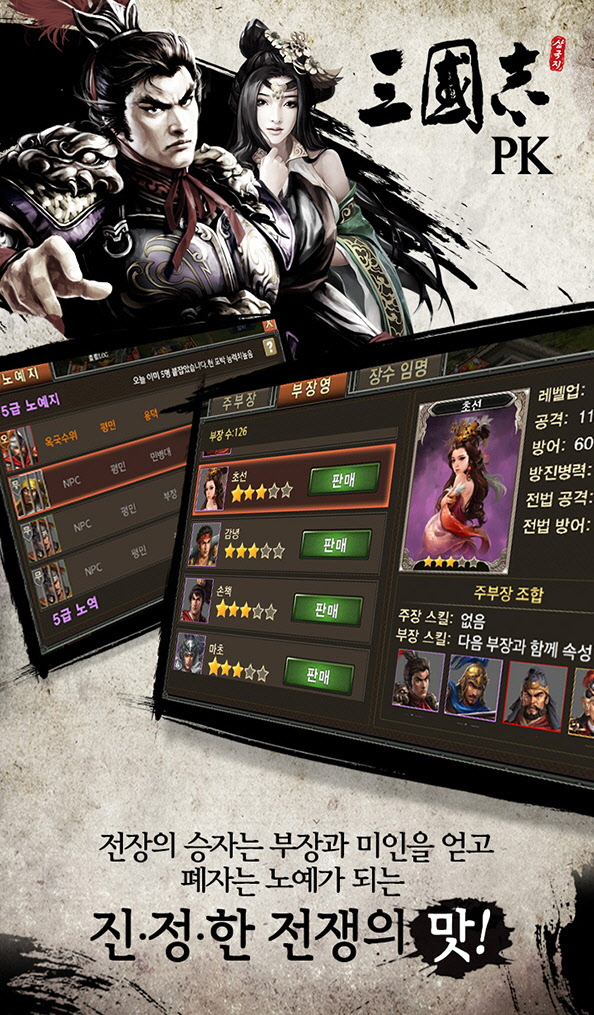 三國志
삼국지
PK
노예지
출력LOG
오늘 이미 5명 붙잡았습니다,
?
5급 노예지
옥국수위 평민 용덕
NPC 평민 민병대
NPC 평민 부장
NPC 평민
5급 노역
주부장 부장영 장수 임명
부장 수:126
초선
판매
감녕
판매
손책
판매
마초
판매
초선
레벨업:
공격: 11
방어: 60
방진병력:
전법 공격:
전법 방어:
주부장 조합
주장 스킬: 없음
부장 스킬: 다음 부장과 함께 속성
전장의 승자는 부장과 미인을 얻고
폐자는 노예가 되는
진·정·한 전쟁의 맛!